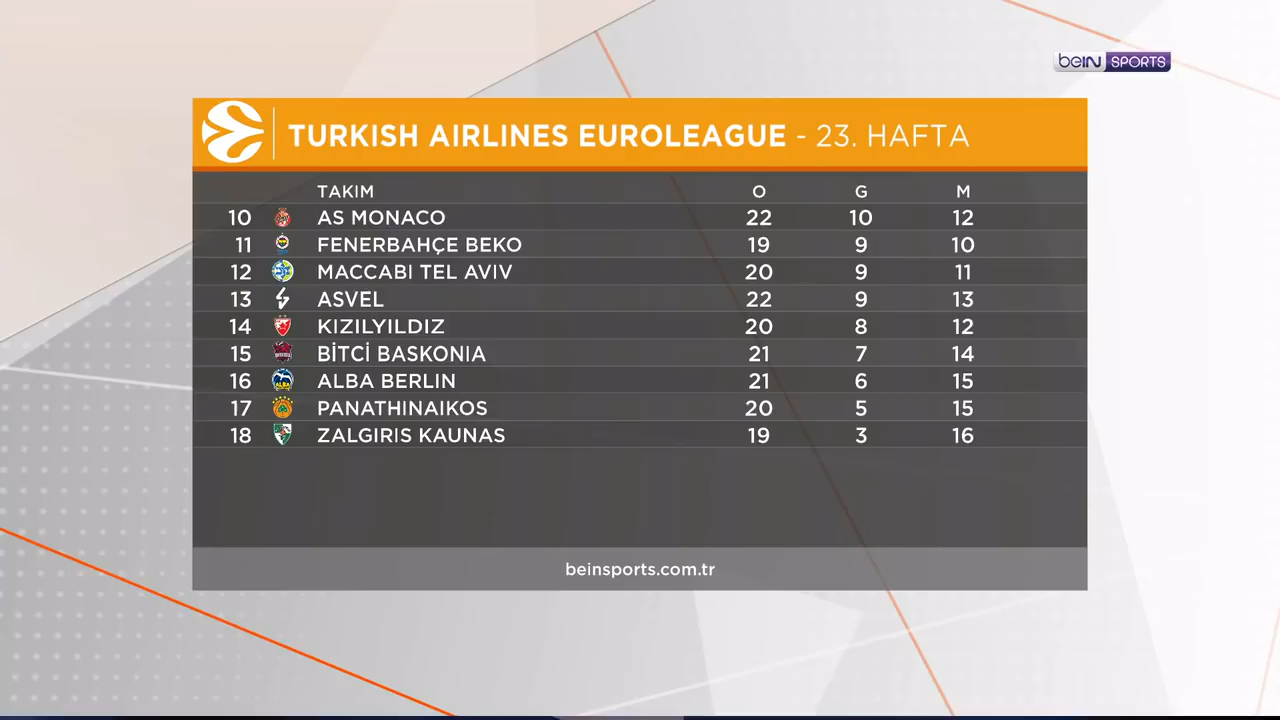 beIN SPORTS
TURKISH AIRLINES EUROLEAGUE - 23. HAFTA
TAKIM O G M
10 AS MONACO 22 10 12
11 FENERBAHÇE BEKO 19 9 10
12 MACCABI TEL AVIV 20 9 11
13 ASVEL 22 9 13
14 KIZILYILDIZ 20 8 12
15 BİTCİ BASKONIA 21 7 14
16 ALBA BERLIN 21 6 15
17 PANATHINAIKOS 20 5 15
18 ZALGIRIS KAUNAS 19 3 16
beinsports.com.tr